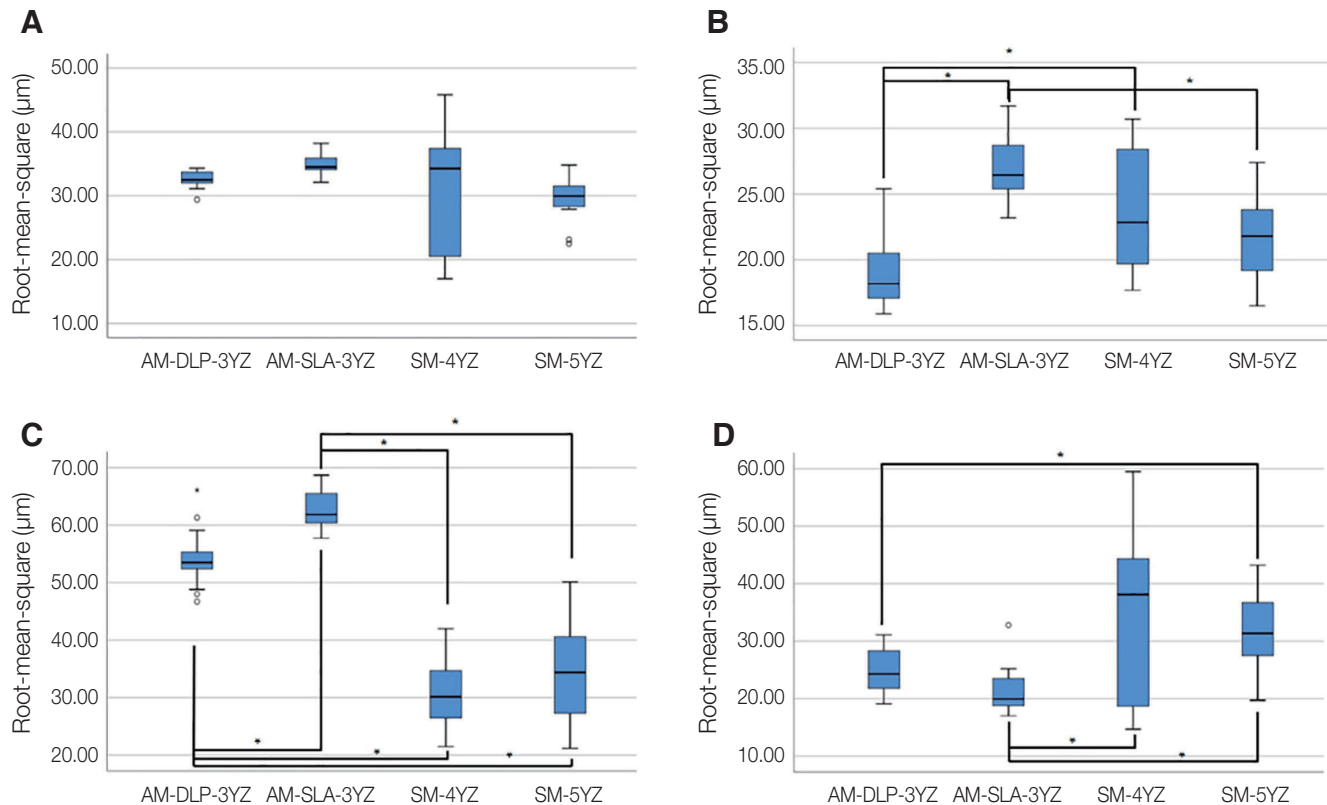 A
Root-mean-square (µm)
50.00
40.00
30.00
20.00
10.00
AM-DLP-3YZ AM-SLA-3YZ SM-4YZ SM-5YZ
B
Root-mean-square (µm)
35.00
30.00
25.00
20.00
15.00
* * *
AM-DLP-3YZ AM-SLA-3YZ SM-4YZ SM-5YZ
C
Root-mean-square (µm)
70.00
60.00
50.00
40.00
30.00
20.00
* * * * * *
AM-DLP-3YZ AM-SLA-3YZ SM-4YZ SM-5YZ
D
Root-mean-square (µm)
60.00
50.00
40.00
30.00
20.00
10.00
* * *
AM-DLP-3YZ AM-SLA-3YZ SM-4YZ SM-5YZ